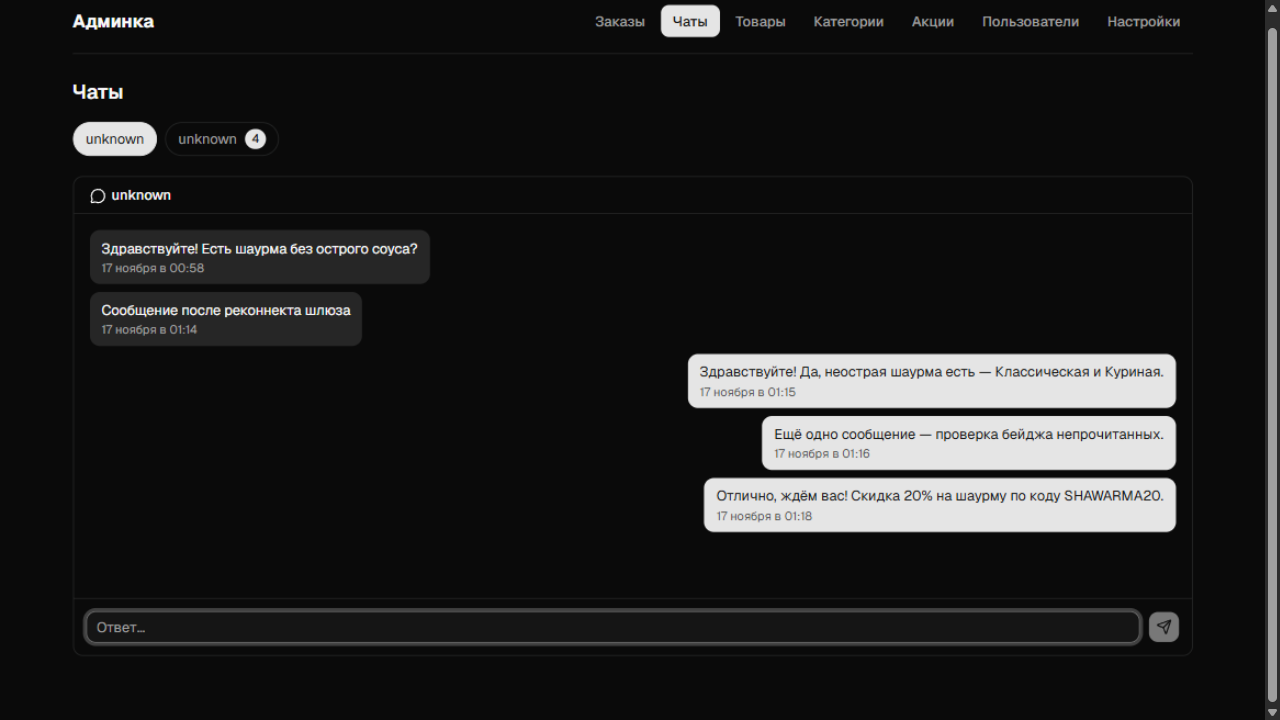 Админка
Заказы Чаты Товары Категории Акции Пользователи Настройки
Чаты
unknown unknown 4
unknown
Здравствуйте! Есть шаурма без острого соуса?
17 ноября в 00:58
Сообщение после реконнекта шлюза
17 ноября в 01:14
Здравствуйте! Да, неострая шаурма есть — Классическая и Куриная.
17 ноября в 01:15
Ещё одно сообщение — проверка бейджа непрочитанных.
17 ноября в 01:16
Отлично, ждём вас! Скидка 20% на шаурму по коду SHAWARMA20.
17 ноября в 01:18
Ответ…